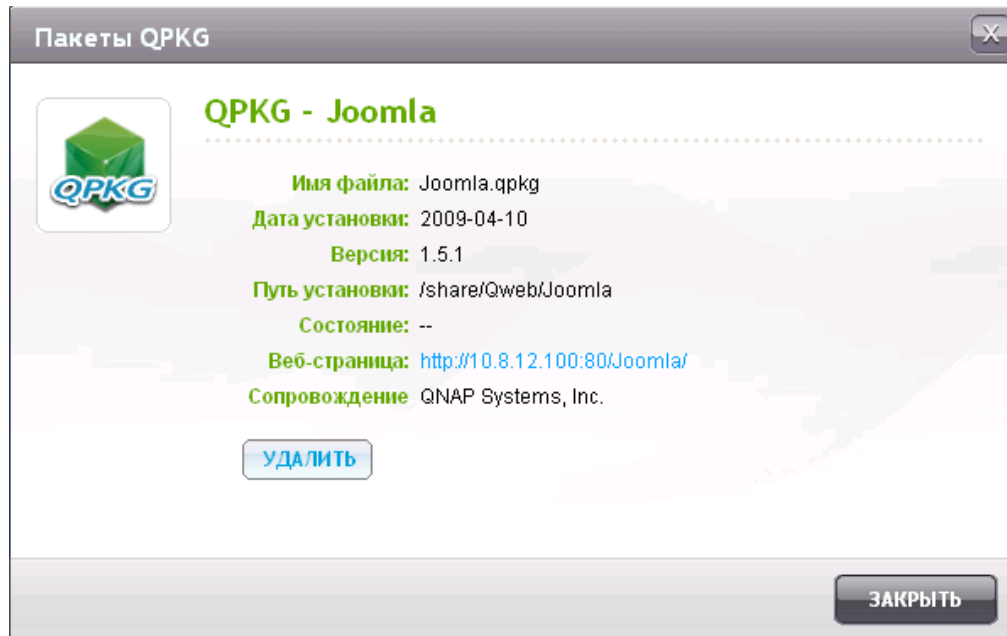 Пакеты QPKG
X
QPKG
QPKG - Joomla
Имя файла: Joomla.qpkg
Дата установки: 2009-04-10
Версия: 1.5.1
Путь установки: /share/Qweb/Joomla
Состояние: --
Веб-страница: http://10.8.12.100:80/Joomla/
Сопровождение QNAP Systems, Inc.
УДАЛИТЬ
ЗАКРЫТЬ